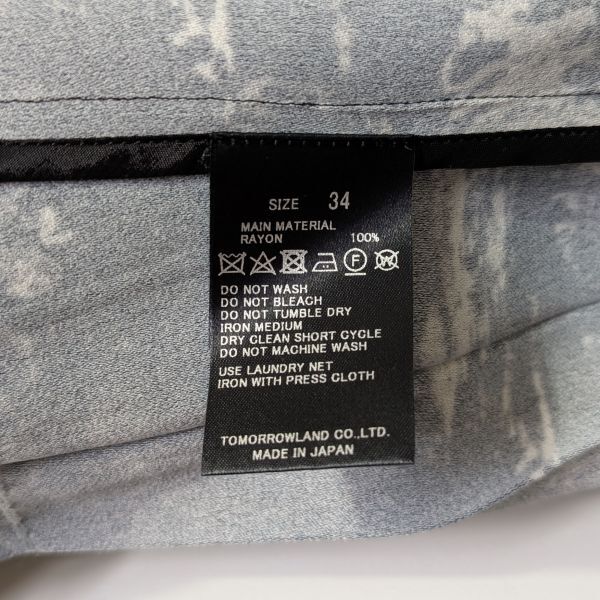 SIZE 34
MAIN MATERIAL
RAYON 100%
DO NOT WASH
DO NOT BLEACH
DO NOT TUMBLE DRY
IRON MEDIUM
DRY CLEAN SHORT CYCLE
DO NOT MACHINE WASH
USE LAUNDRY NET
IRON WITH PRESS CLOTH
TOMORROWLAND CO.,LTD.
MADE IN JAPAN